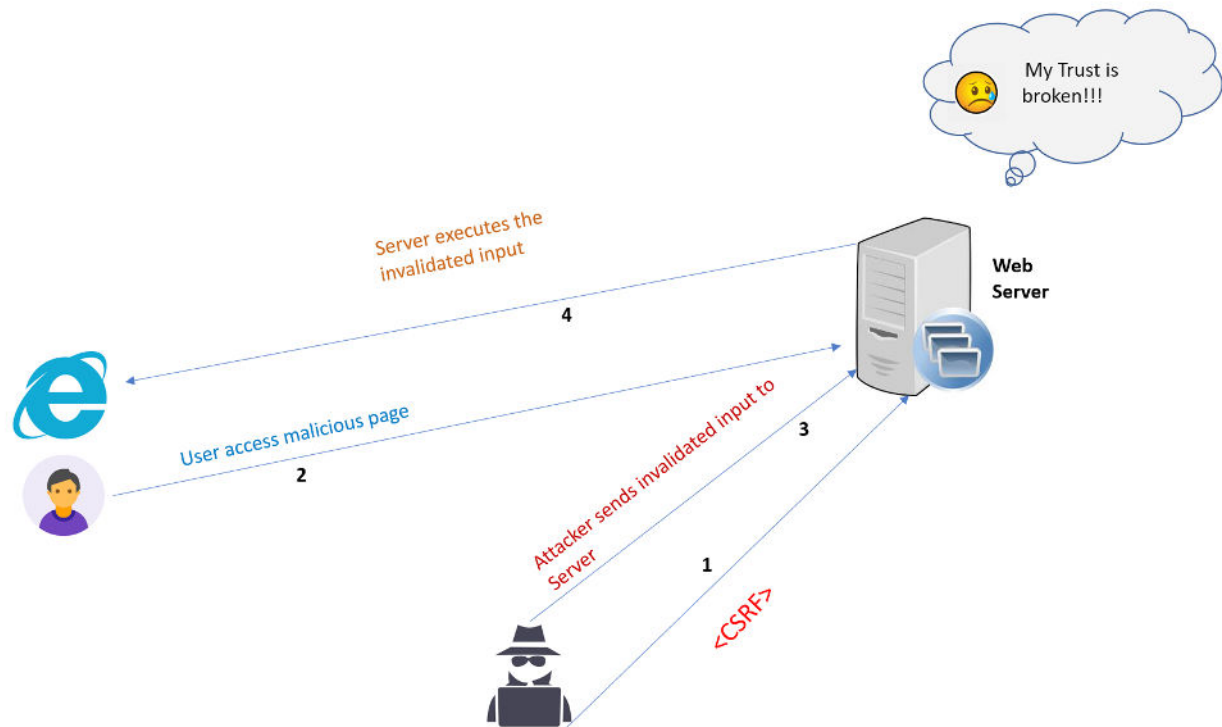 My Trust is
broken!!!
Server executes the
invalidated input
Web
Server
4
User access malicious page
2
Attacker sends invalidated input to
Server
3
1
<CSRF>